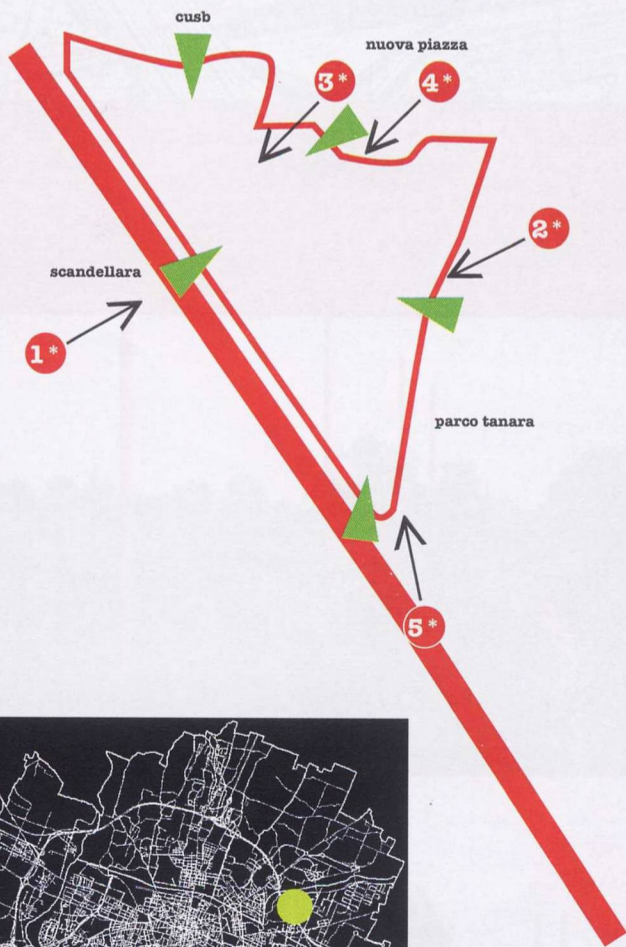 cusb
nuova piazza
3*
4*
2*
scandellara
1*
parco tanara
5*